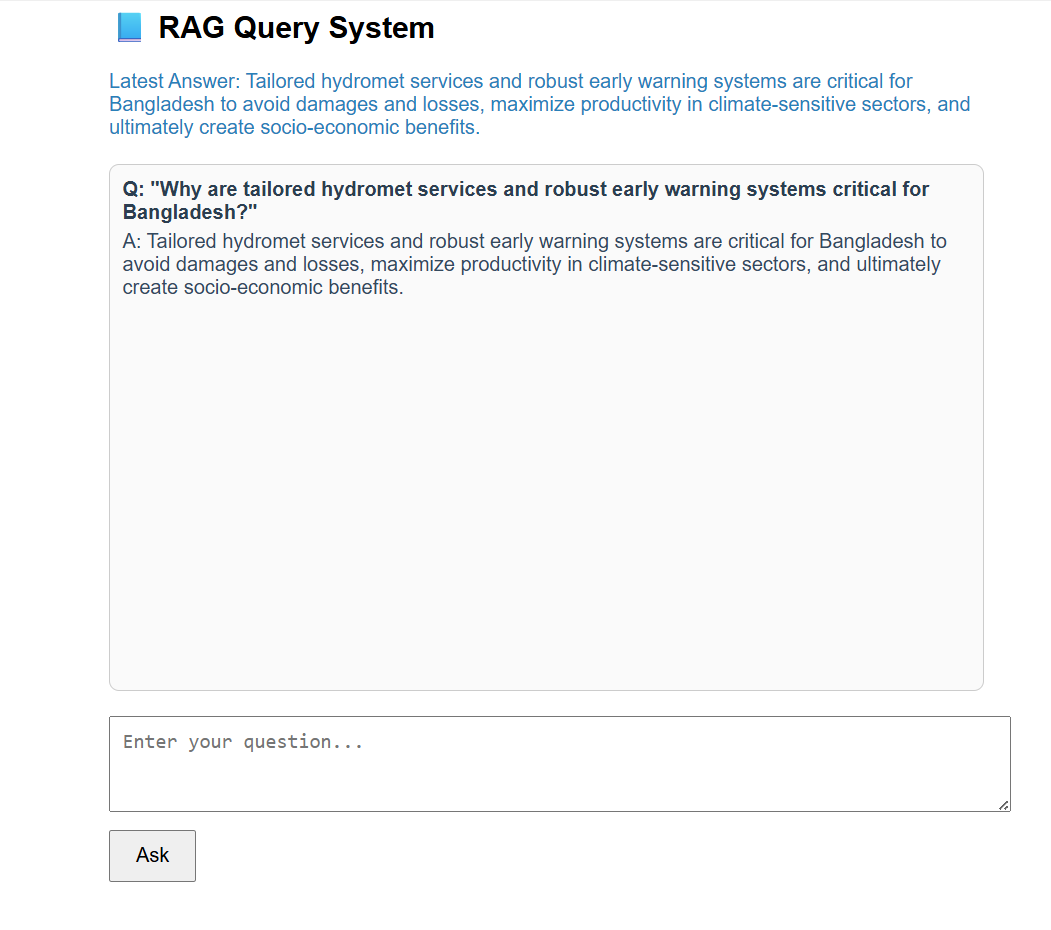 RAG Query System
Latest Answer: Tailored hydromet services and robust early warning systems are critical for
Bangladesh to avoid damages and losses, maximize productivity in climate-sensitive sectors, and
ultimately create socio-economic benefits.
Q: "Why are tailored hydromet services and robust early warning systems critical for
Bangladesh?"
A: Tailored hydromet services and robust early warning systems are critical for Bangladesh to
avoid damages and losses, maximize productivity in climate-sensitive sectors, and ultimately
create socio-economic benefits.
Enter your question...
Ask